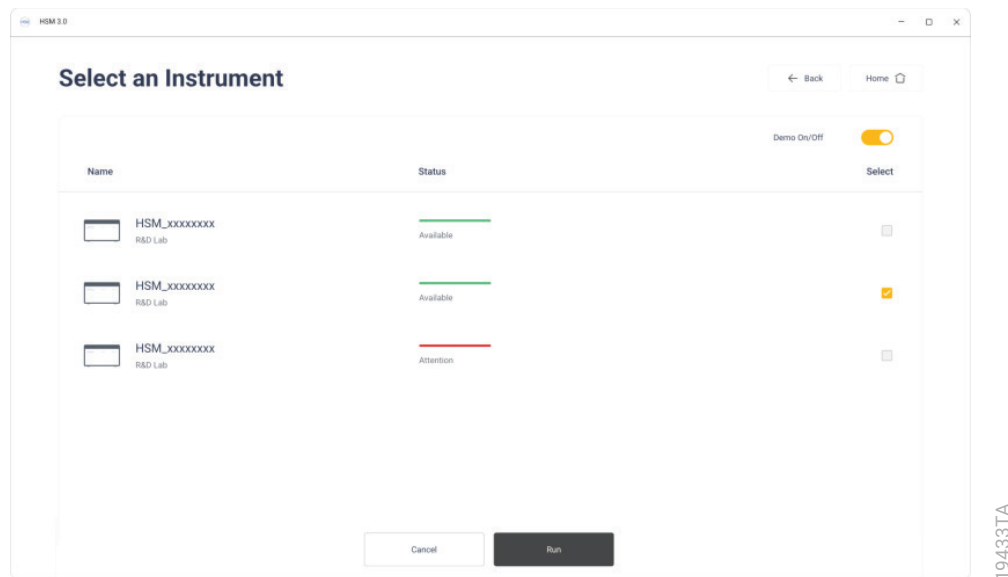 HSM 3.0
Select an Instrument
Back
Home
Demo On/Off
Name Status Select
HSM_xxxxxxxx
R&D Lab
Available
HSM_xxxxxxxx
R&D Lab
Available
HSM_xxxxxxxx
R&D Lab
Attention
Cancel
Run
19433TA